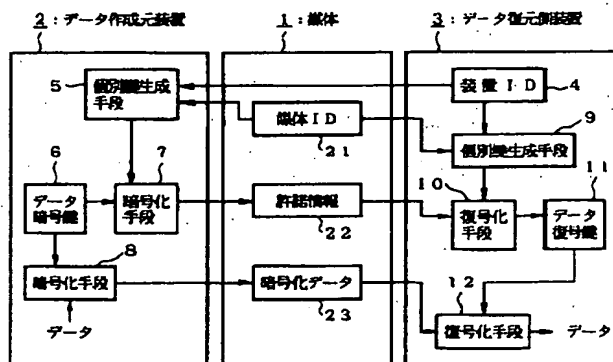 2：データ作成元装置
1：媒体
3：データ復元側装置
5
個別鍵生成
手段
装置ID
4
媒体ID
21
9
個別鍵生成手段
6
7
データ
暗号鍵
暗号化
手段
許諾情報
22
10
復号化
手段
11
データ
復号鍵
8
暗号化手段
暗号化データ
23
12
復号化手段
データ
データ